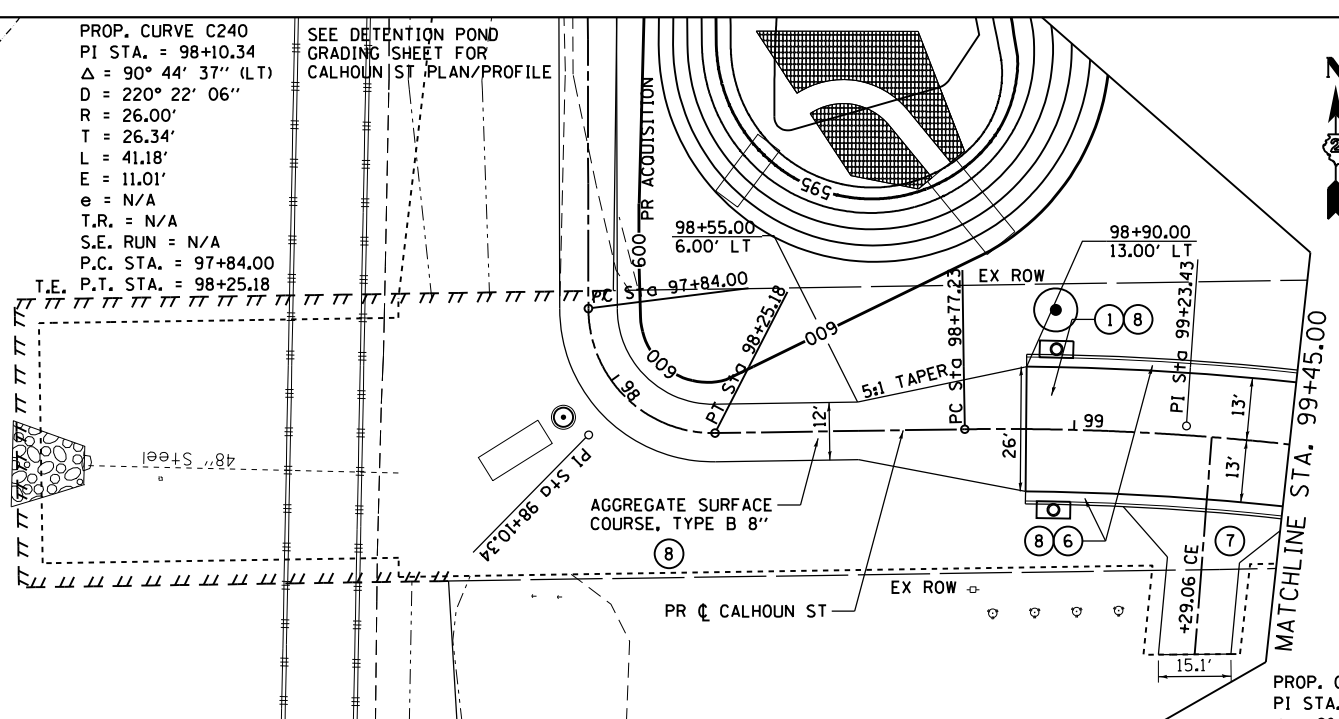 PROP. CURVE C240
PI STA. = 98+10.34
Δ = 90° 44' 37'' (LT)
D = 220° 22' 06''
R = 26.00'
T = 26.34'
L = 41.18'
E = 11.01'
e = N/A
T.R. = N/A
S.E. RUN = N/A
P.C. STA. = 97+84.00
T.E. P.T. STA. = 98+25.18
SEE DETENTION POND
GRADING SHEET FOR
CALHOUN ST PLAN/PROFILE
PR ACQUISITION
600
595
98+55.00
6.00' LT
98+90.00
13.00' LT
N
PC Sta 97+84.00
PT Sta 98+25.18
600
600
98
PC Sta 98+77.23
EX ROW
1 8
PI Sta 99+23.43
5:1 TAPER
12'
26'
99
13'
13'
MATCHLINE STA. 99+45.00
48" Steel
PI Sta 98+10.34
AGGREGATE SURFACE
COURSE, TYPE B 8''
8
8 6
7
EX ROW
PR ℄ CALHOUN ST
+29.06 CE
15.1'
PROP.
PI STA.